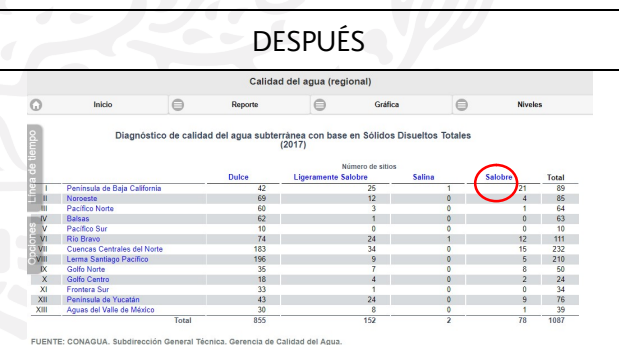 DESPUÉS
Calidad del agua (regional)
Inicio Reporte Gráfica Niveles
Línea de tiempo
Opciones
Diagnóstico de calidad del agua subterránea con base en Sólidos Disueltos Totales
(2017)
Número de sitios
Dulce Ligeramente Salobre Salina Salobre Total
I Península de Baja California 42 25 1 21 89
II Noroeste 69 12 0 4 85
III Pacífico Norte 60 3 0 1 64
IV Balsas 62 1 0 0 63
V Pacífico Sur 10 0 0 0 10
VI Río Bravo 74 24 1 12 111
VII Cuencas Centrales del Norte 183 34 0 15 232
VIII Lerma Santiago Pacífico 196 9 0 5 210
IX Golfo Norte 35 7 0 8 50
X Golfo Centro 18 4 0 2 24
XI Frontera Sur 33 1 0 0 34
XII Península de Yucatán 43 24 0 9 76
XIII Aguas del Valle de México 30 8 0 1 39
Total 855 152 2 78 1087
FUENTE: CONAGUA. Subdirección General Técnica. Gerencia de Calidad del Agua.